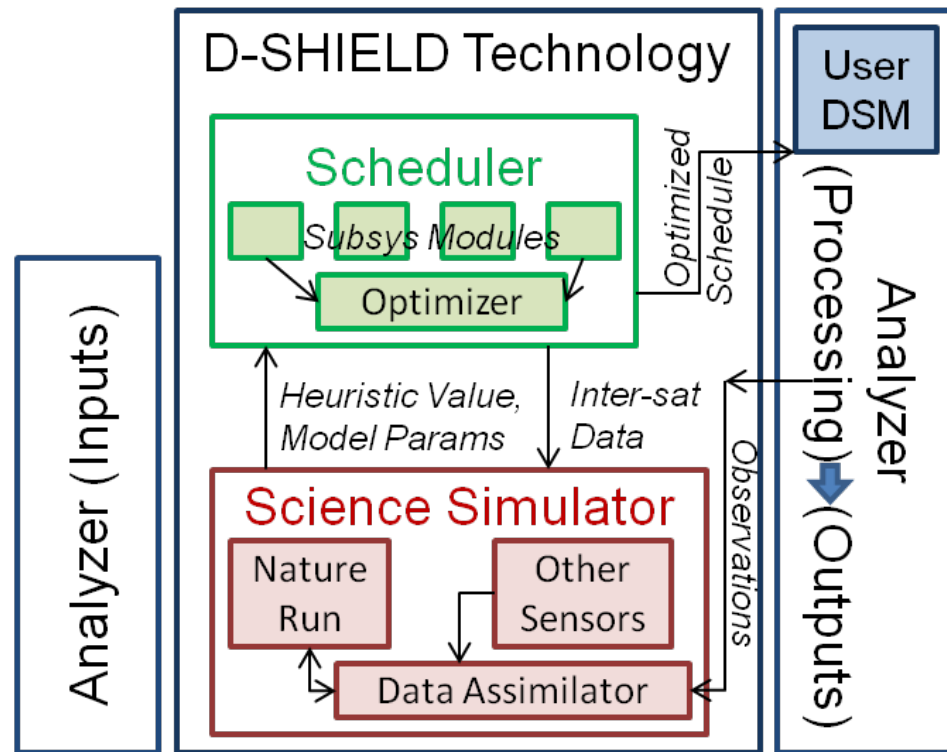 D-SHIELD Technology
User
DSM
Scheduler
Subsys Modules
Optimizer
Optimized
Schedule
Analyzer (Inputs)
Heuristic Value,
Model Params
Inter-sat
Data
Analyzer
(Processing)
(Outputs)
Observations
Science Simulator
Nature
Run
Other
Sensors
Data Assimilator